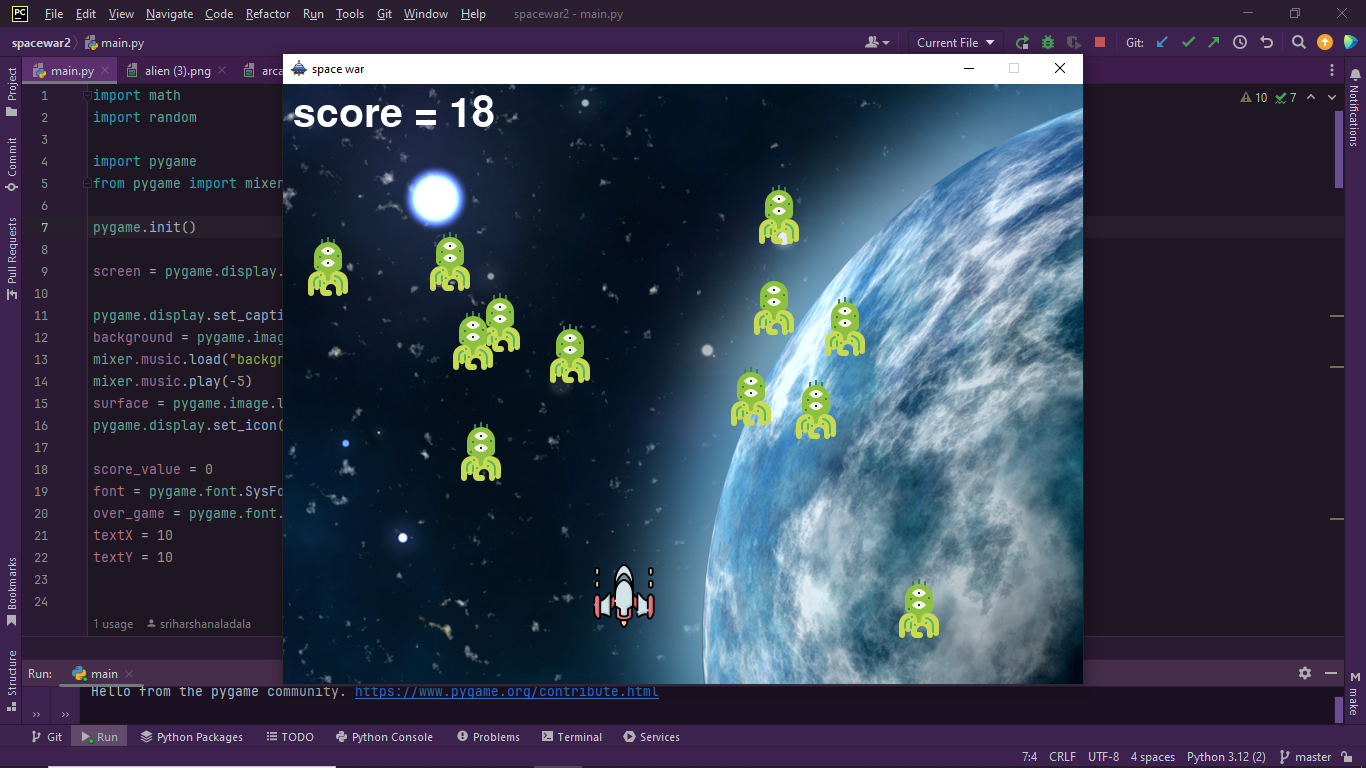 PC File Edit View Navigate Code Refactor Run Tools Git Window Help spacewar2 - main.py
spacewar2 main.py Current File Git:
main.py alien (3).png arca
space war
score = 18
10 7
1 import math
2 import random
3
4 import pygame
5 from pygame import mixer
6
7 pygame.init()
8
9 screen = pygame.display.
10
11 pygame.display.set_capti
12 background = pygame.imag
13 mixer.music.load("backgr
14 mixer.music.play(-5)
15 surface = pygame.image.l
16 pygame.display.set_icon(
17
18 score_value = 0
19 font = pygame.font.SysFo
20 over_game = pygame.font.
21 textX = 10
22 textY = 10
23
24
1 usage sriharshanaladala
Project
Commit
Pull Requests
Bookmarks
Structure
Notifications
M make
Run: main
Hello from the pygame community. https://www.pygame.org/contribute.html
Git Run Python Packages TODO Python Console Problems Terminal Services
7:4 CRLF UTF-8 4 spaces Python 3.12 (2) master